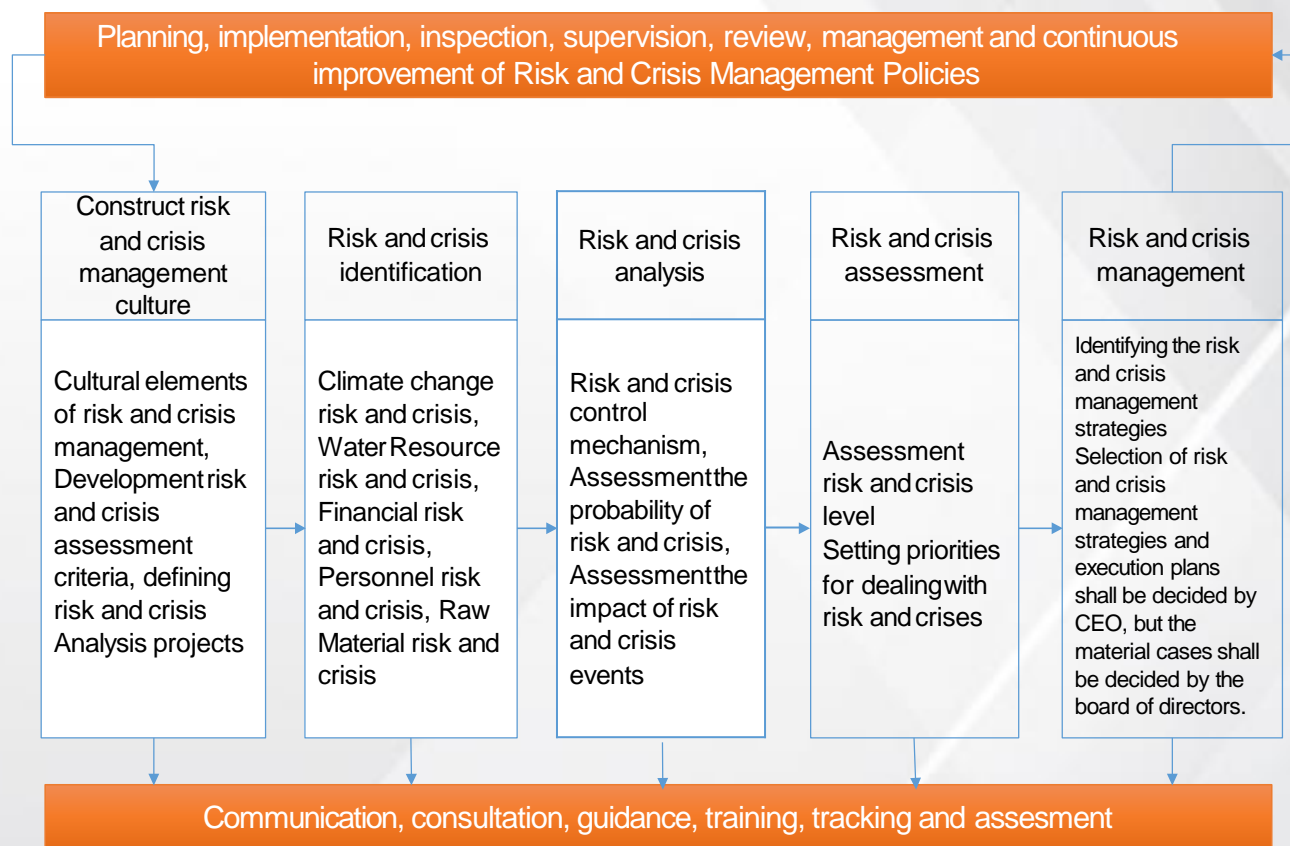 Planning, implementation, inspection, supervision, review, management and continuous
improvement of Risk and Crisis Management Policies
Construct risk
and crisis
management
culture
Cultural elements
of risk and crisis
management,
Development risk
and crisis
assessment
criteria, defining
risk and crisis
Analysis projects
Risk and crisis
identification
Climate change
risk and crisis,
Water Resource
risk and crisis,
Financial risk
and crisis,
Personnel risk
and crisis, Raw
Material risk and
crisis
Risk and crisis
analysis
Risk and crisis
control
mechanism,
Assessment the
probability of
risk and crisis,
Assessment the
impact of risk
and crisis
events
Risk and crisis
assessment
Assessment
risk and crisis
level
Setting priorities
for dealing with
risk and crises
Risk and crisis
management
Identifying the risk
and crisis
management
strategies
Selection of risk
and crisis
management
strategies and
execution plans
shall be decided by
CEO, but the
material cases shall
be decided by the
board of directors.
Communication, consultation, guidance, training, tracking and assesment